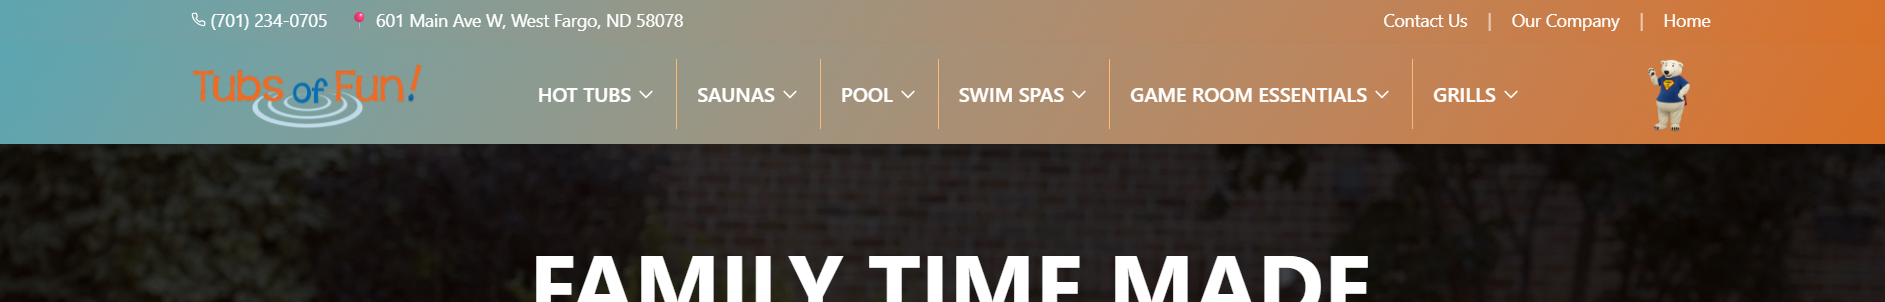 (701) 234-0705 601 Main Ave W, West Fargo, ND 58078 Contact Us | Our Company | Home
Tubs of Fun! HOT TUBS SAUNAS POOL SWIM SPAS GAME ROOM ESSENTIALS GRILLS
FAMILY TIME MADE